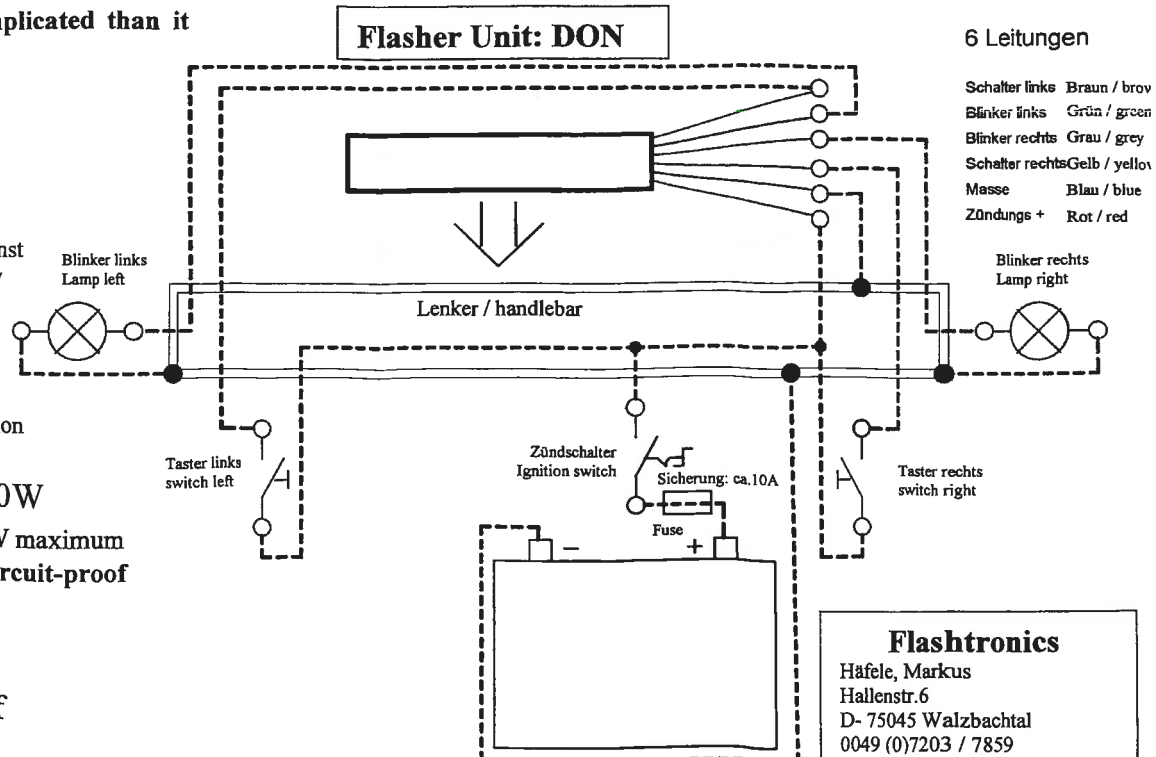 plicated than it
Flasher Unit: DON
6 Leitungen
Schalter links Braun / brov
Blinker links Grün / green
Blinker rechts Grau / grey
Schalter rechts Gelb / yellov
Masse Blau / blue
Zündungs + Rot / red
nst
Blinker links
Lamp left
Blinker rechts
Lamp right
Lenker / handlebar
on
Taster links
switch left
Zündschalter
Ignition switch
Sicherung: ca.10A
Fuse
Taster rechts
switch right
0W
V maximum
rcuit-proof
− +
f
Flashtronics
Häfele, Markus
Hallenstr.6
D- 75045 Walzbachtal
0049 (0)7203 / 7859